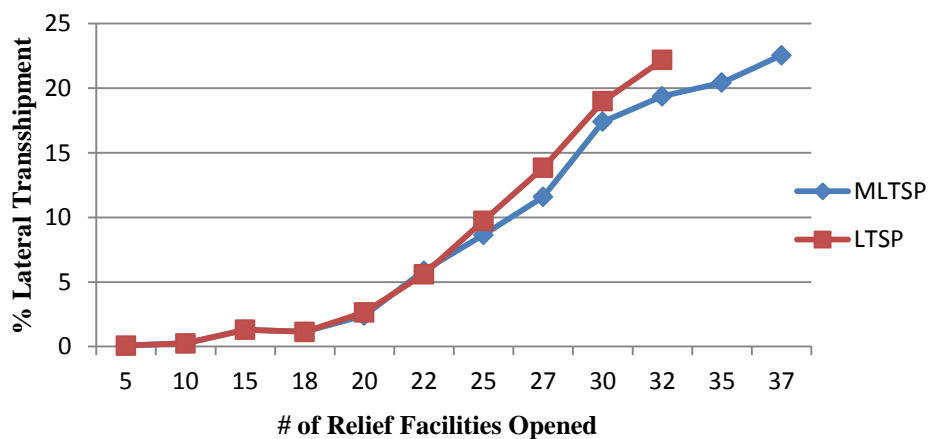 25
20
15
10
5
0
% Lateral Transshipment
5 10 15 18 20 22 25 27 30 32 35 37
# of Relief Facilities Opened
MLTSP
LTSP